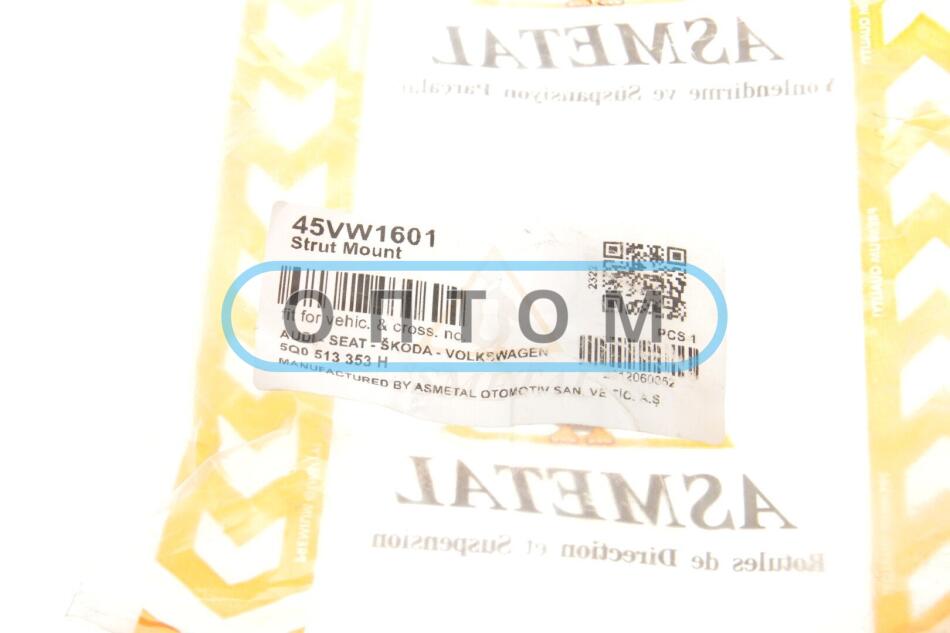 ASMETAL
Yönlendirme ve Süspansiyon Parçaları
45VW1601
Strut Mount
ОПТОМ
fit for vehic. & cross. no
PCS 1
AUDI - SEAT - ŠKODA - VOLKSWAGEN
5Q0 513 353 H
MANUFACTURED BY ASMETAL OTOMOTIV SAN. VE TİC. A.Ş
ASMETAL
Rotules de Direction et Suspension